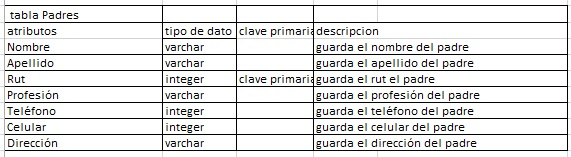 tabla Padres
atributos tipo de dato clave primaria descripcion
Nombre varchar guarda el nombre del padre
Apellido varchar guarda el apellido del padre
Rut integer clave primaria guarda el rut el padre
Profesión varchar guarda el profesión del padre
Teléfono integer guarda el teléfono del padre
Celular integer guarda el celular del padre
Dirección varchar guarda el dirección del padre